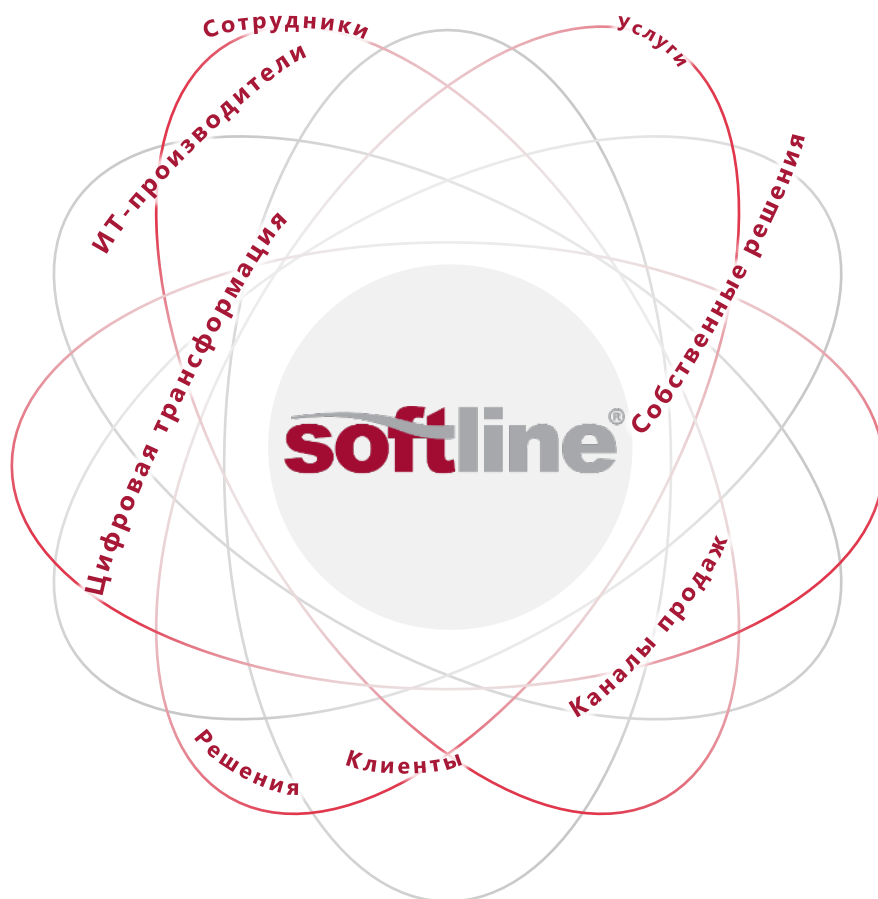 Сотрудники
Услуги
ИТ-производители
Собственные решения
Цифровая трансформация
softline®
Каналы продаж
Решения
Клиенты